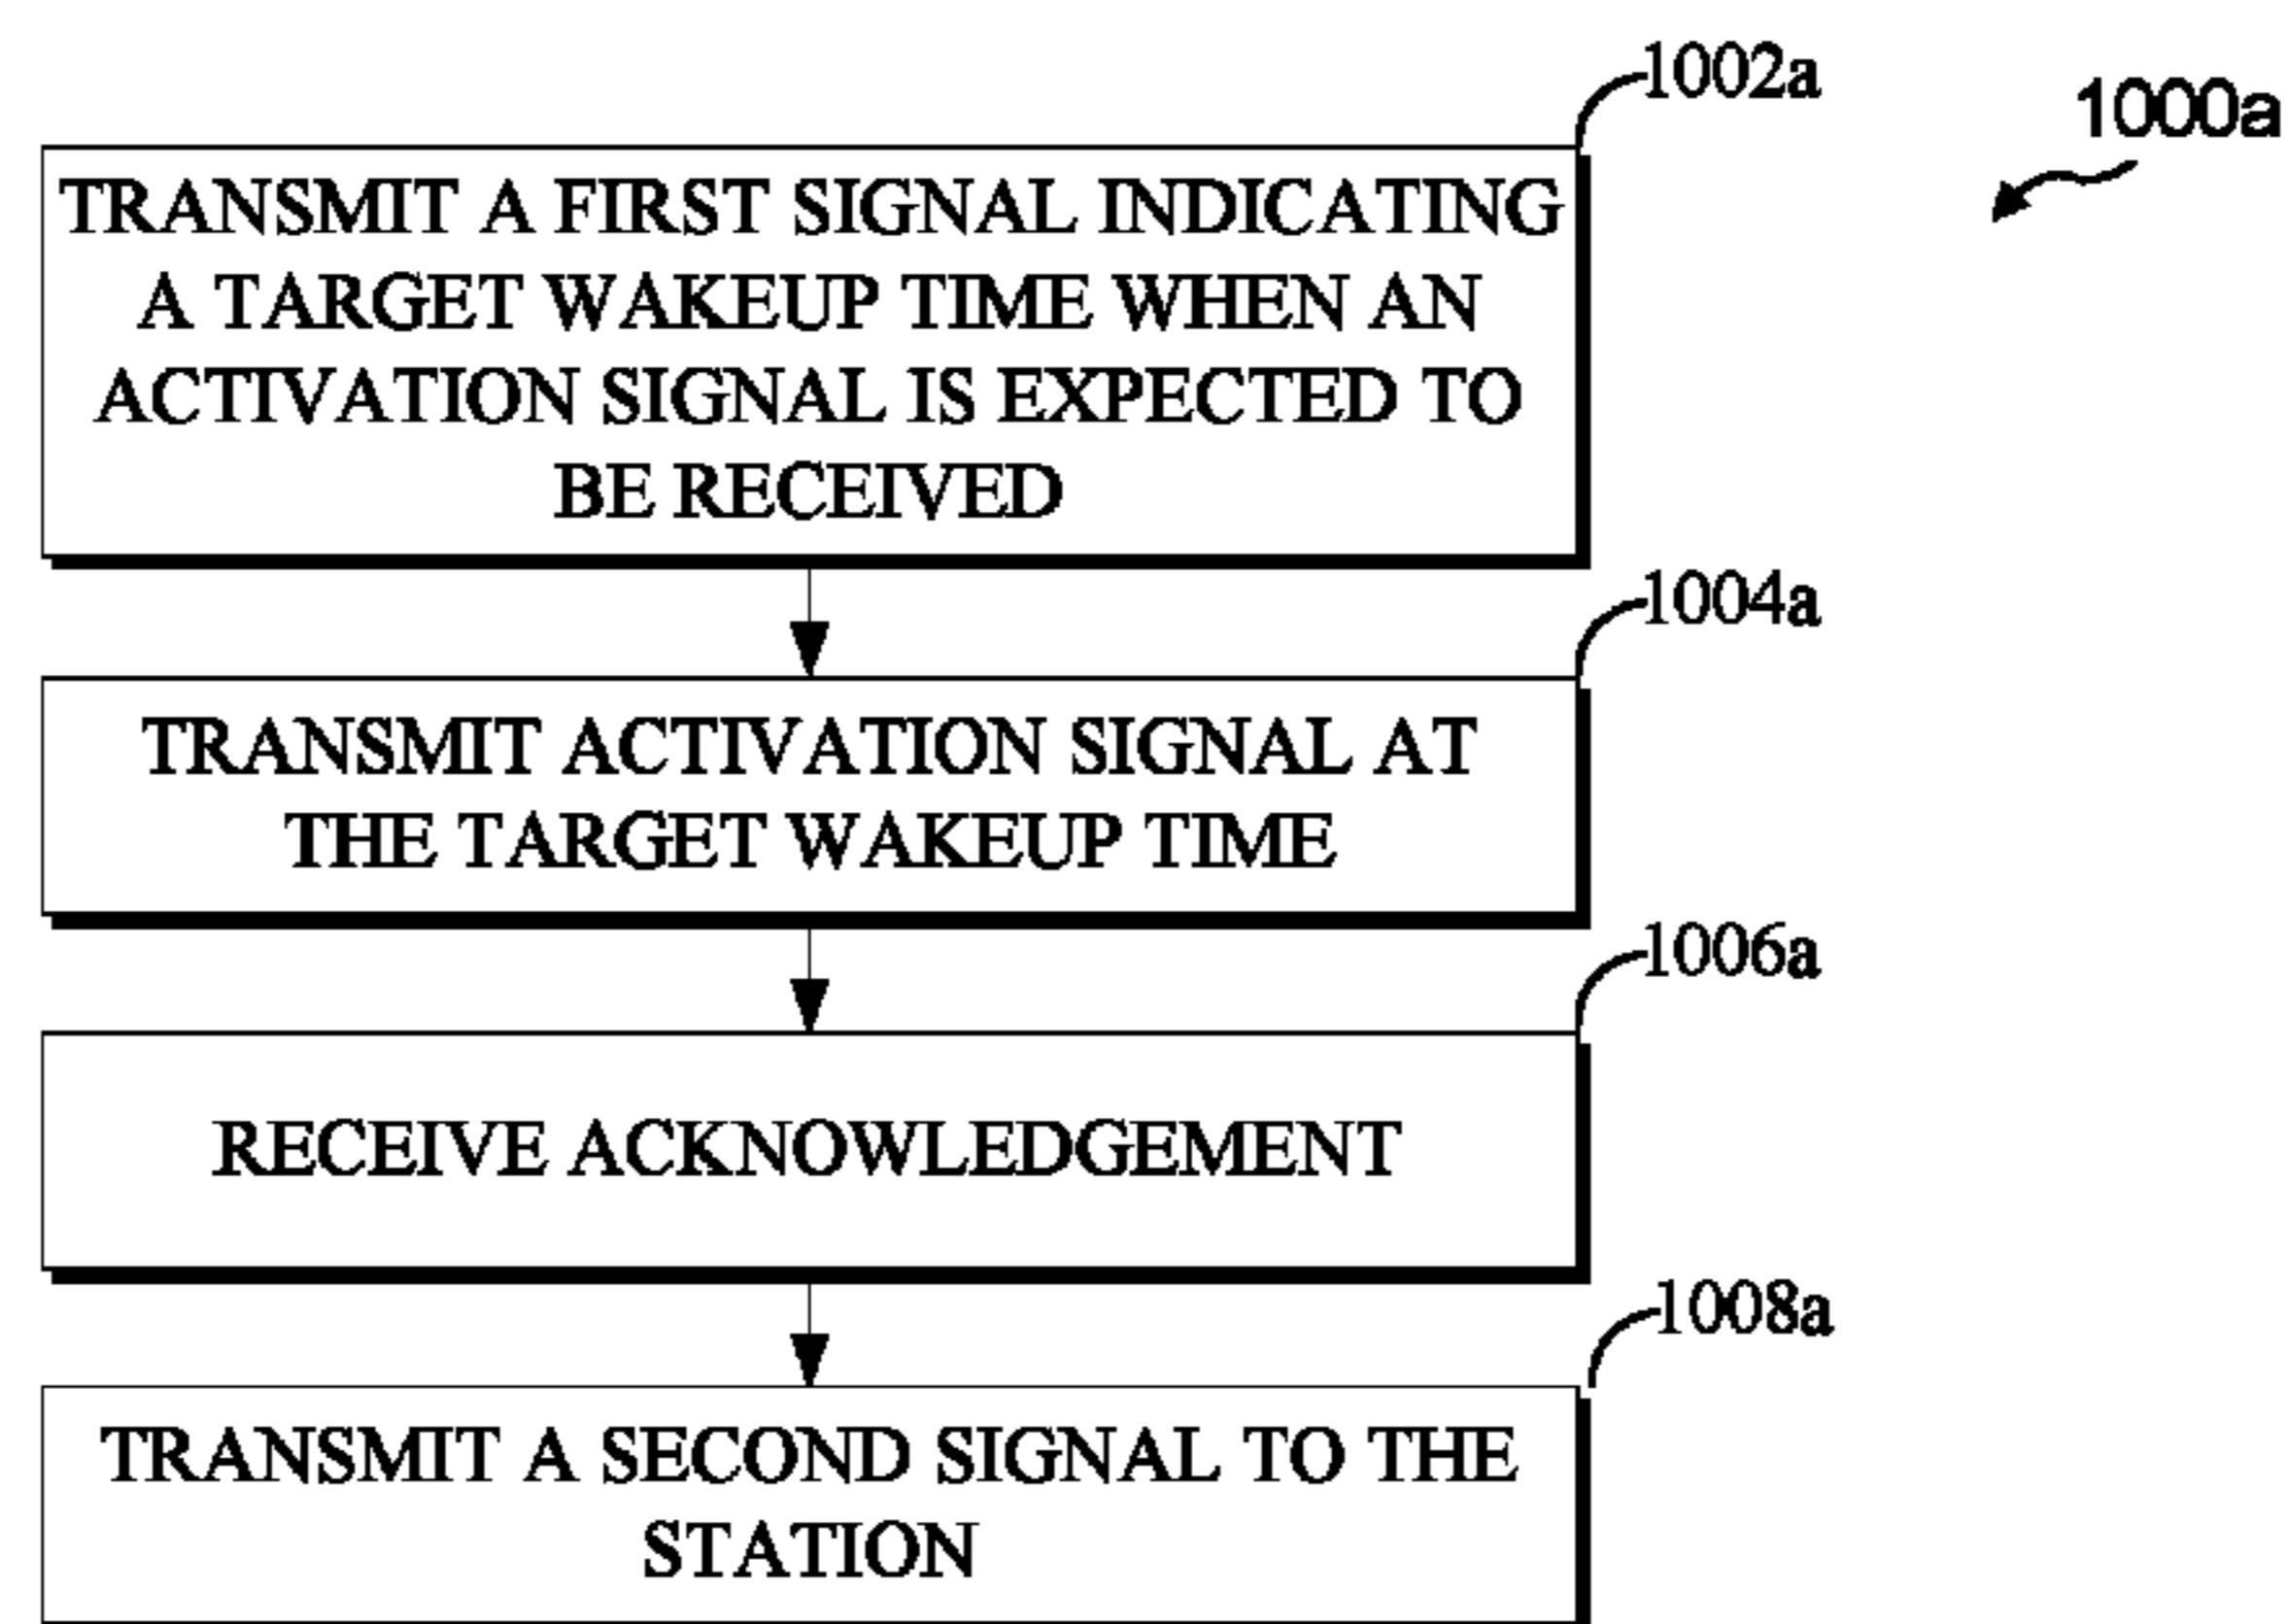 1002a
1000a
TRANSMIT A FIRST SIGNAL INDICATING
A TARGET WAKEUP TIME WHEN AN
ACTIVATION SIGNAL IS EXPECTED TO
BE RECEIVED
1004a
TRANSMIT ACTIVATION SIGNAL AT
THE TARGET WAKEUP TIME
1006a
RECEIVE ACKNOWLEDGEMENT
1008a
TRANSMIT A SECOND SIGNAL TO THE
STATION